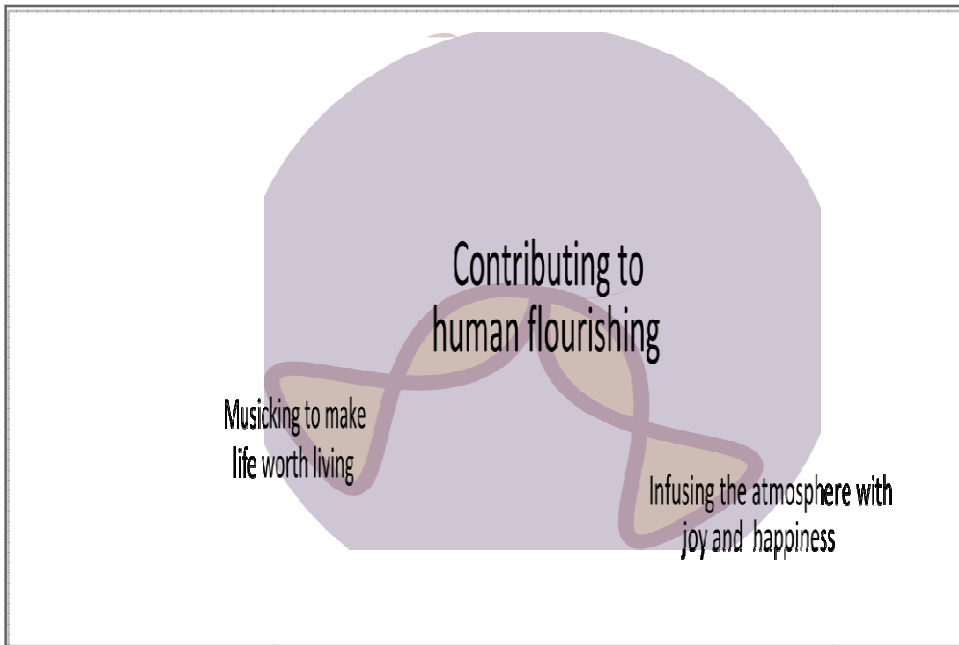 Contributing to
human flourishing
Musicking to make
life worth living
Infusing the atmosphere with
joy and happiness